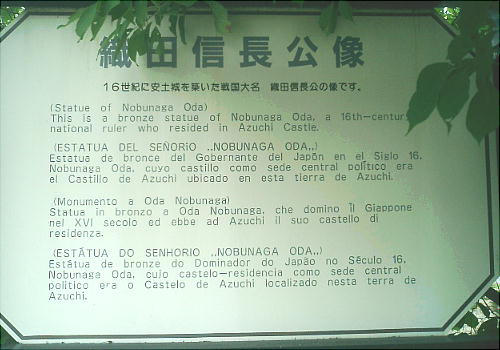 織田信長公像
16世紀に安土城を築いた戦国大名 織田信長公の像です。
(Statue of Nobunaga Oda)
This is a bronze statue of Nobunaga Oda, a 16th-century
national ruler who resided in Azuchi Castle.
(ESTATUA DEL SEÑORIO ,,NOBUNAGA ODA,,)
Estatua de bronce del Gobernante del Japón en el Siglo 16,
Nobunaga Oda, cuyo castillo como sede central político era
el Castillo de Azuchi ubicado en esta tierra de Azuchi.
(Monumento a Oda Nobunaga)
Statua in bronzo a Oda Nobunaga, che domino il Giappone
nel XVI secolo ed ebbe ad Azuchi il suo castello di
residenza.
(ESTÁTUA DO SENHORIO ,,NOBUNAGA ODA,,)
Estátua de bronze do Dominador do Japão no Século 16,
Nobunaga Oda, cujo castelo-residencia como sede central
politico era o Castelo de Azuchi localizado nesta terra de
Azuchi.